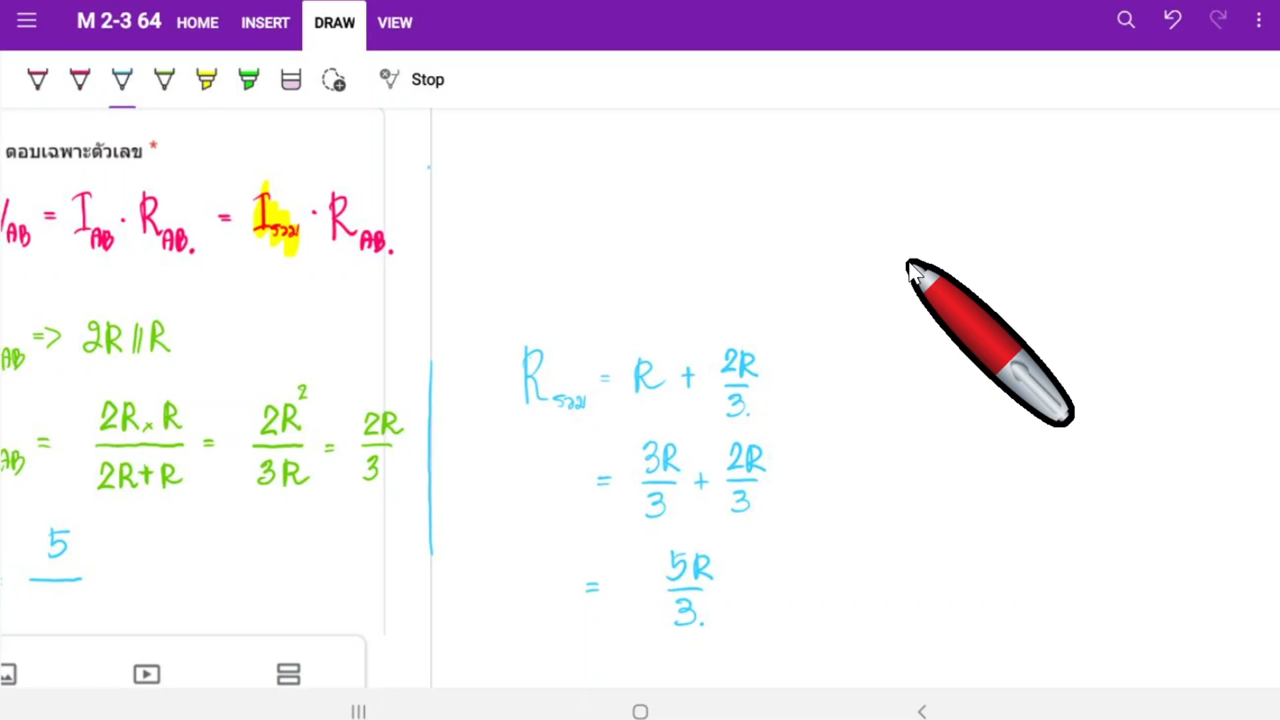 M 2-3 64 HOME INSERT DRAW VIEW
Stop
ตอบเฉพาะตัวเลข *
V_AB = I_AB · R_AB. = I_รวม · R_AB.
AB => 2R // R
AB = 2R × R / 2R + R = 2R² / 3R = 2R / 3
5
R_รวม = R + 2R / 3.
= 3R / 3 + 2R / 3
= 5R / 3.